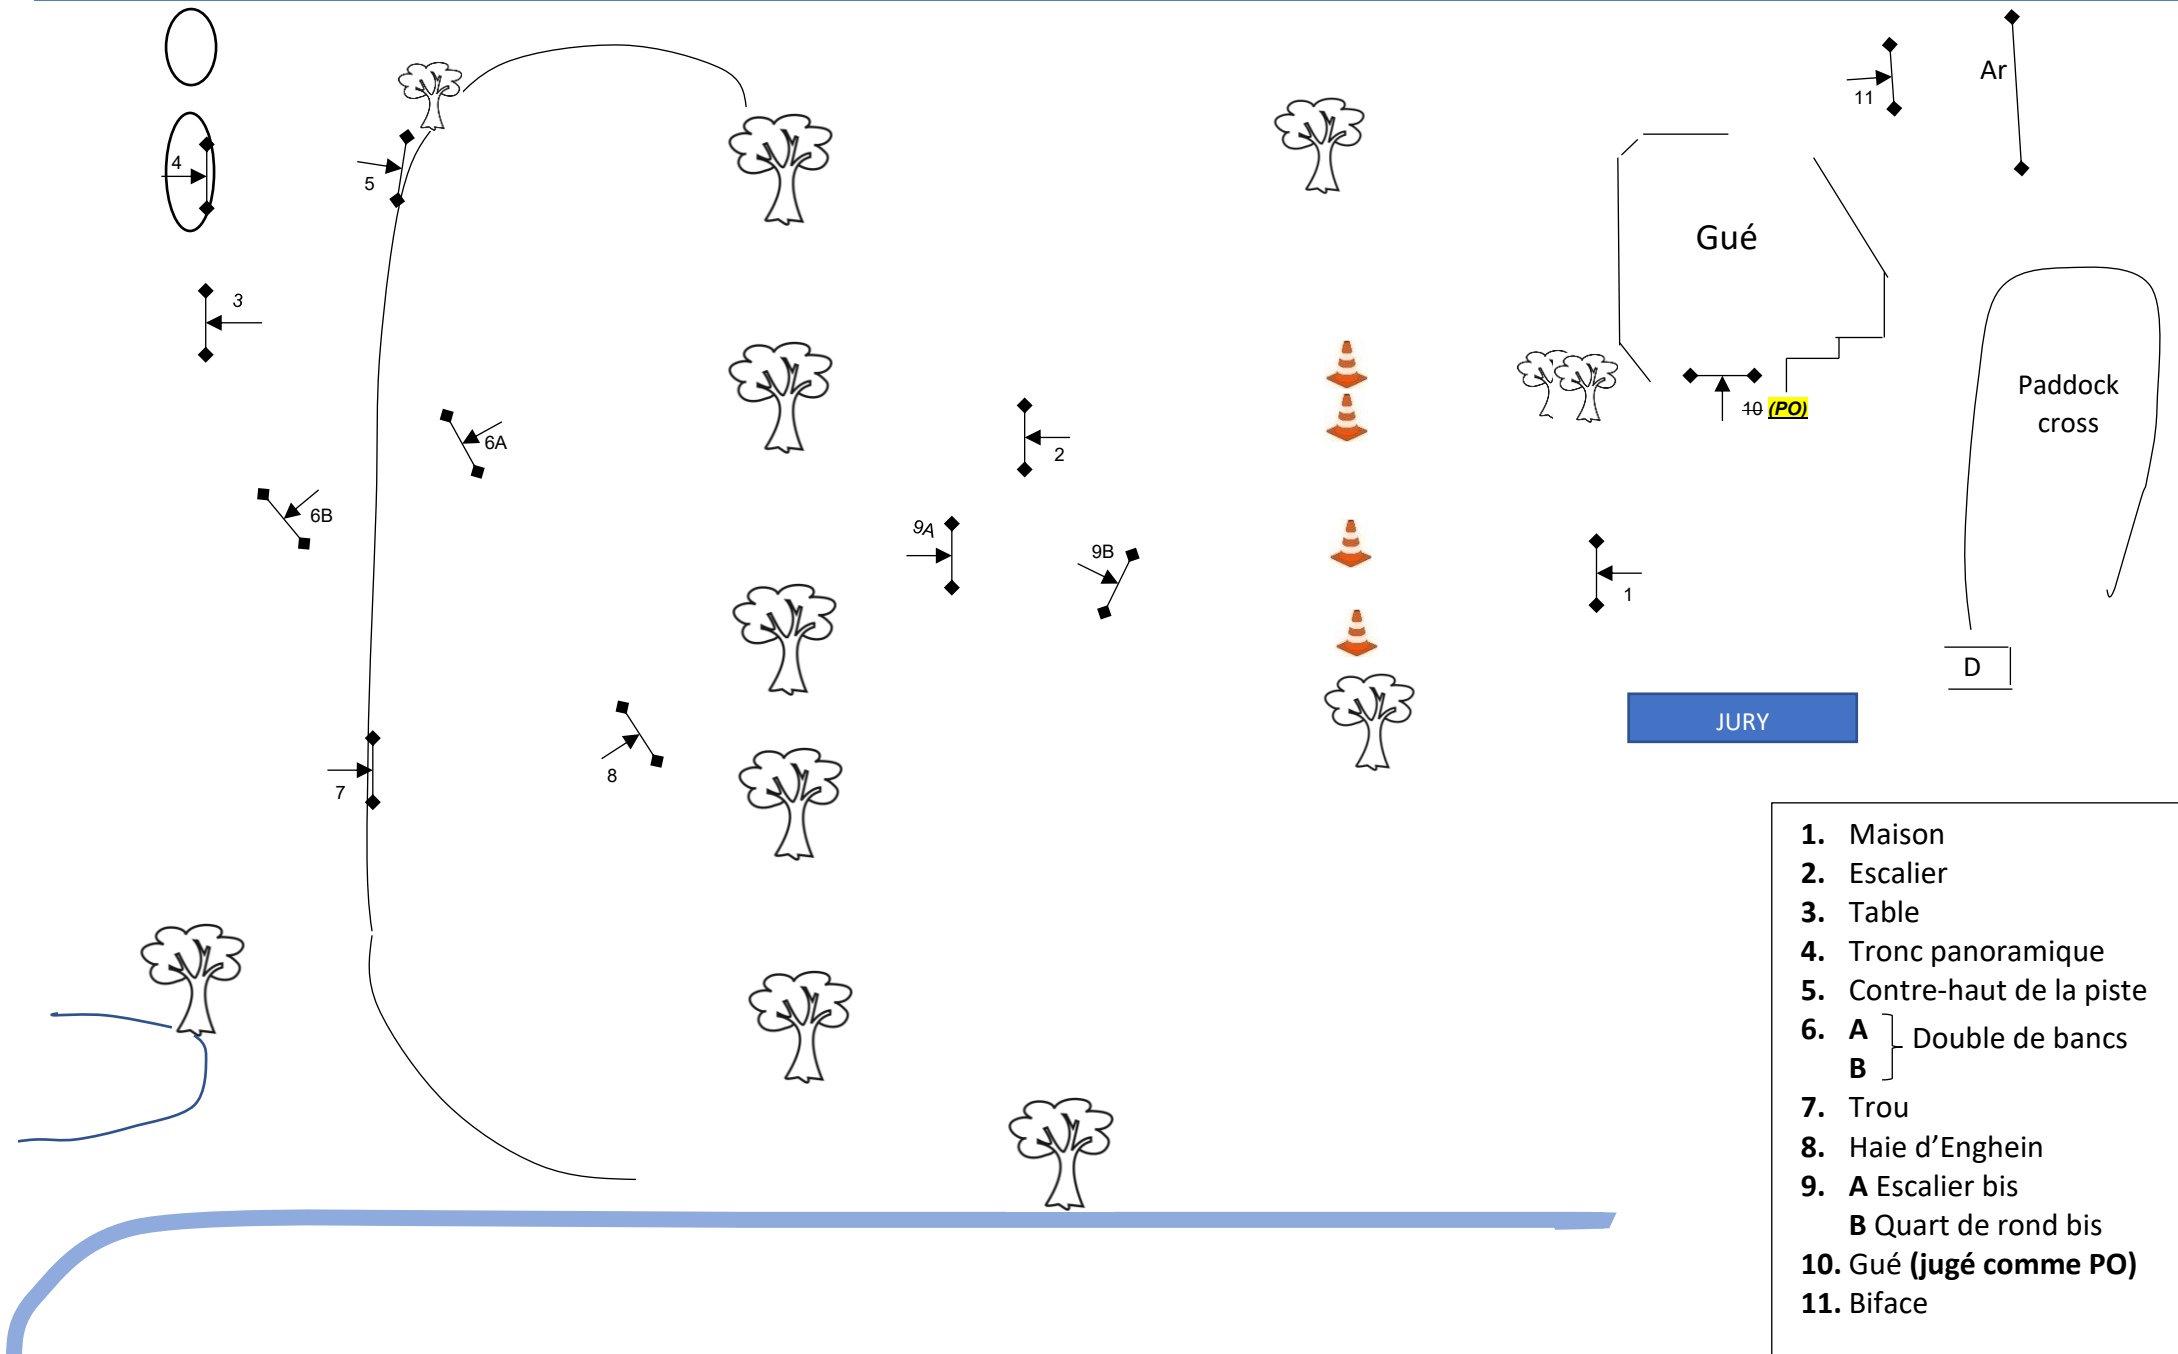 Ar
11
4
5
Gué
3
Paddock
cross
10 (PO)
6A
2
6B
9A
9B
1
D
JURY
8
7
1. Maison
2. Escalier
3. Table
4. Tronc panoramique
5. Contre-haut de la piste
6. A
Double de bancs
B
7. Trou
8. Haie d'Enghein
9. A Escalier bis
B Quart de rond bis
10. Gué (jugé comme PO)
11. Biface